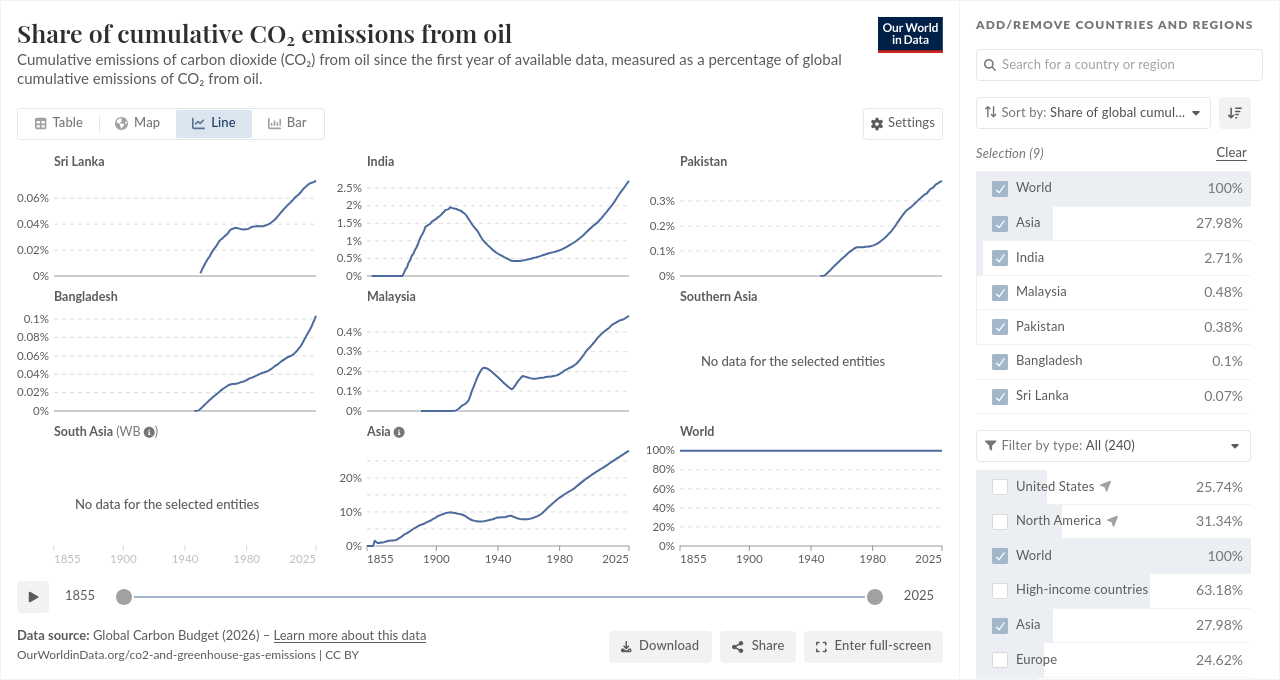 Share of cumulative CO₂ emissions from oil
Cumulative emissions of carbon dioxide (CO₂) from oil since the first year of available data, measured as a percentage of global
cumulative emissions of CO₂ from oil.
Our World
in Data
Table
Map
Line
Bar
Settings
Sri Lanka
0.06%
0.04%
0.02%
0%
India
2.5%
2%
1.5%
1%
0.5%
0%
Pakistan
0.3%
0.2%
0.1%
0%
Bangladesh
0.1%
0.08%
0.06%
0.04%
0.02%
0%
Malaysia
0.4%
0.3%
0.2%
0.1%
0%
Southern Asia
No data for the selected entities
South Asia (WB)
No data for the selected entities
1855 1900 1940 1980 2025
Asia
20%
10%
0%
1855 1900 1940 1980 2025
World
100%
80%
60%
40%
20%
0%
1855 1900 1940 1980 2025
1855
2025
Data source: Global Carbon Budget (2026) – Learn more about this data
OurWorldinData.org/co2-and-greenhouse-gas-emissions | CC BY
Download
Share
Enter full-screen
ADD/REMOVE COUNTRIES AND REGIONS
Search for a country or region
Sort by: Share of global cumul...
Selection (9)
Clear
World 100%
Asia 27.98%
India 2.71%
Malaysia 0.48%
Pakistan 0.38%
Bangladesh 0.1%
Sri Lanka 0.07%
Filter by type: All (240)
United States 25.74%
North America 31.34%
World 100%
High-income countries 63.18%
Asia 27.98%
Europe 24.62%